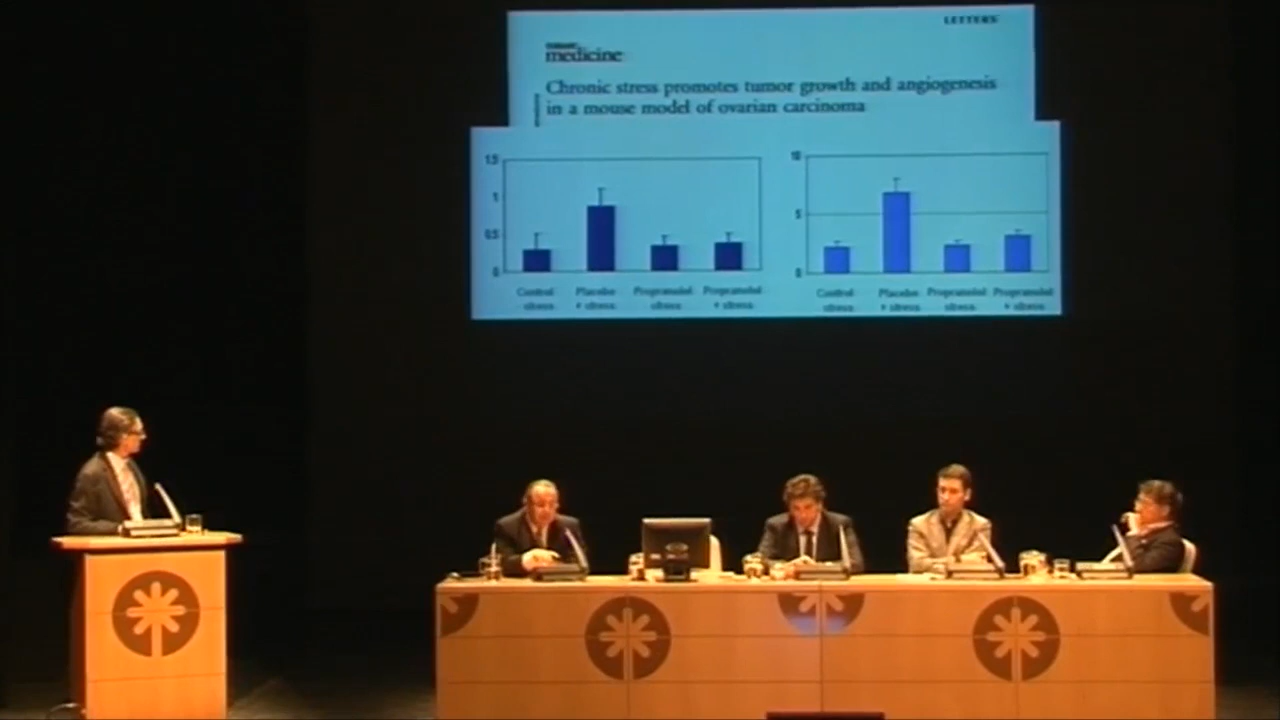 LETTERS
medicine
Chronic stress promotes tumor growth and angiogenesis
in a mouse model of ovarian carcinoma
1.5
1
0.5
0
Control
stress
Placebo
+ stress
Propranolol
stress
Propranolol
+ stress
10
5
0
Control
stress
Placebo
+ stress
Propranolol
stress
Propranolol
+ stress